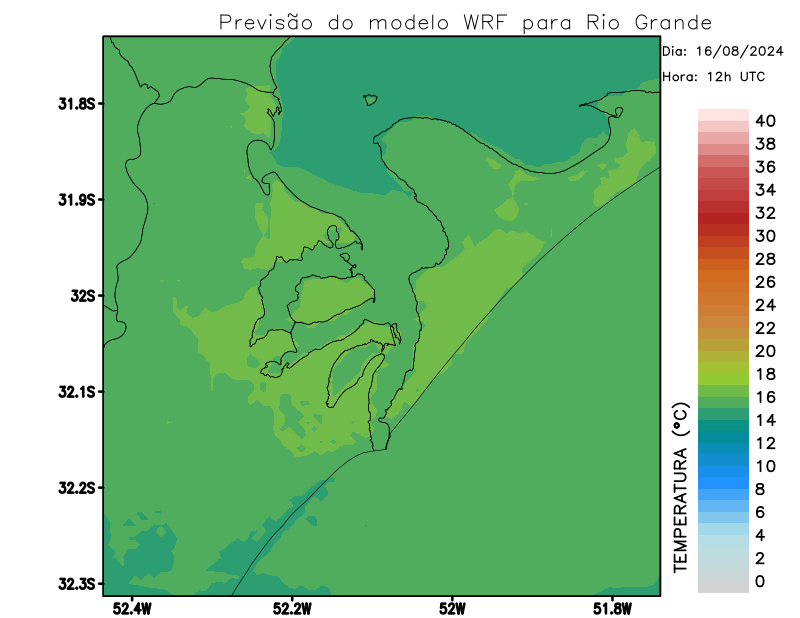 Previsão do modelo WRF para Rio Grande
Dia: 16/08/2024
Hora: 12h UTC
31.8S
31.9S
32S
32.1S
32.2S
32.3S
52.4W
52.2W
52W
51.8W
TEMPERATURA (°C)
40
38
36
34
32
30
28
26
24
22
20
18
16
14
12
10
8
6
4
2
0